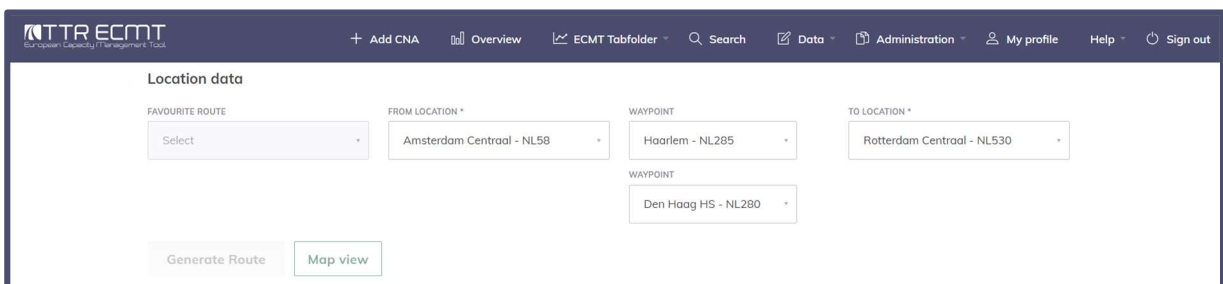 TTR ECMT
European Capacity Management Tool
+ Add CNA Overview ECMT Tabfolder Search Data Administration My profile Help Sign out
Location data
FAVOURITE ROUTE FROM LOCATION * WAYPOINT TO LOCATION *
Select Amsterdam Centraal - NL58 Haarlem - NL285 Rotterdam Centraal - NL530
WAYPOINT
Den Haag HS - NL280
Generate Route Map view